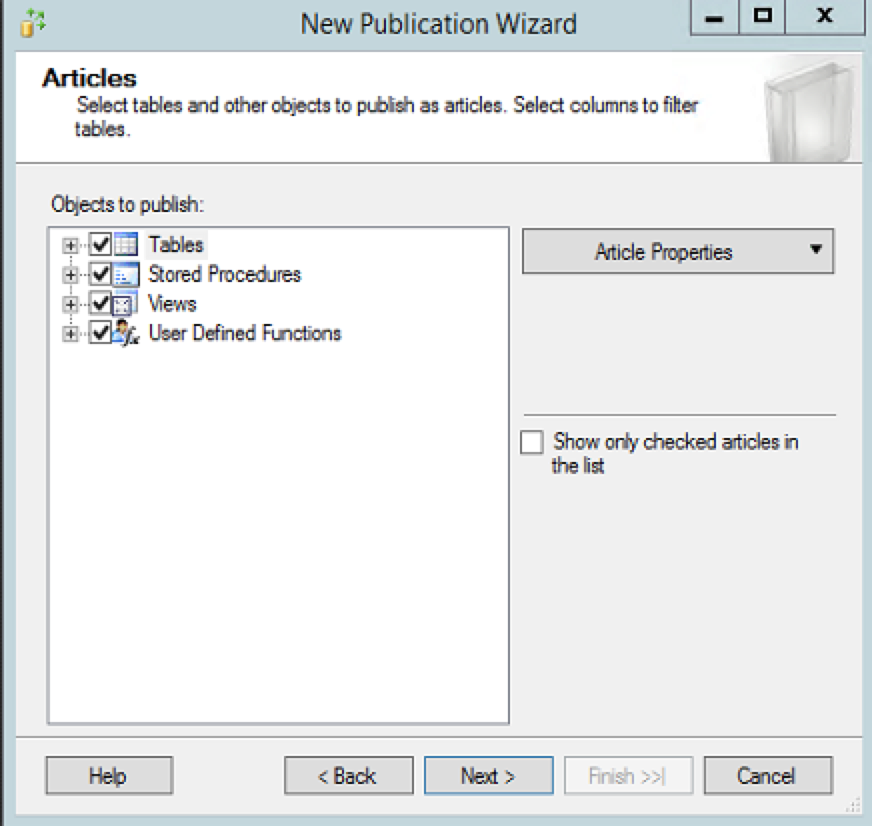 New Publication Wizard
Articles
Select tables and other objects to publish as articles. Select columns to filter
tables.
Objects to publish:
Tables
Stored Procedures
Views
User Defined Functions
Article Properties
Show only checked articles in
the list
Help
< Back
Next >
Finish >>|
Cancel